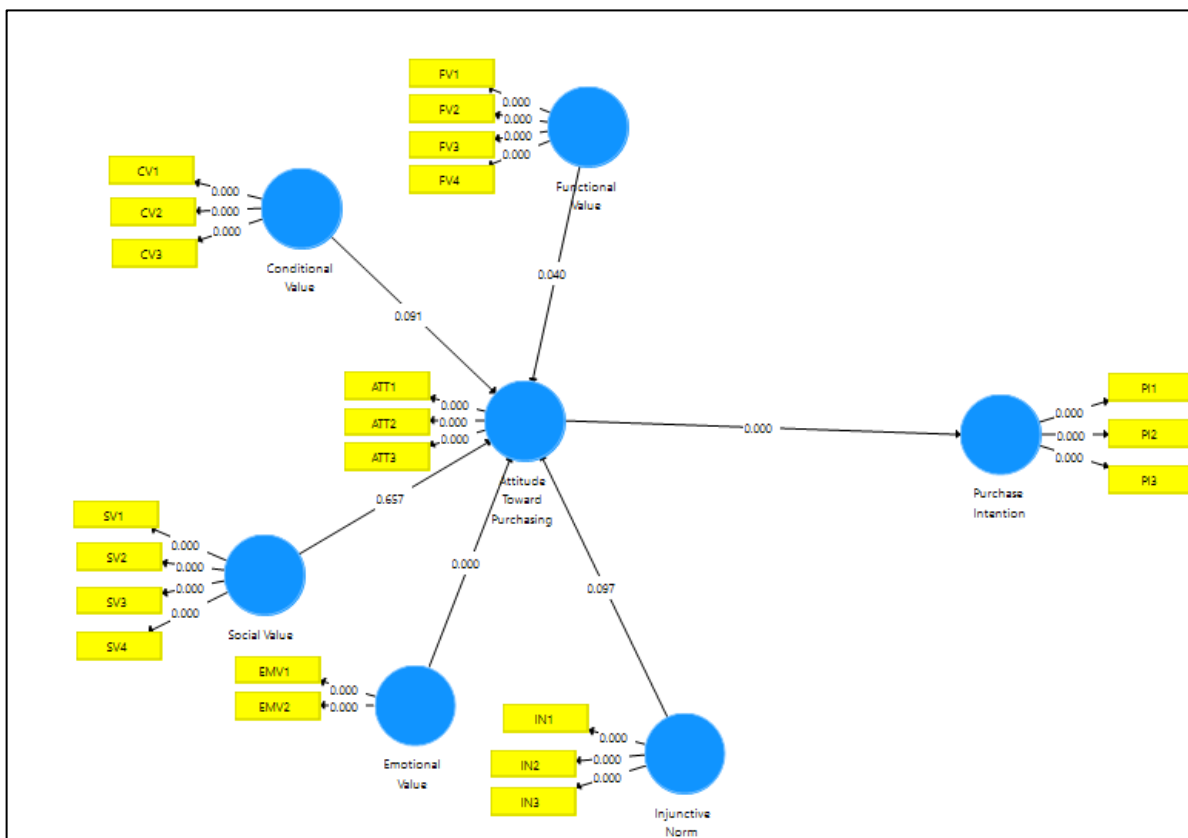 FV1
0.000
FV2
0.000
FV3
0.000
FV4
0.000
Functional
Value
CV1
0.000
CV2
0.000
CV3
0.000
Conditional
Value
0.040
0.091
ATT1
0.000
ATT2
0.000
ATT3
0.000
Attitude
Toward
Purchasing
0.000
PI1
0.000
PI2
0.000
PI3
0.000
Purchase
Intention
0.657
SV1
0.000
SV2
0.000
SV3
0.000
SV4
0.000
Social Value
0.000
0.097
EMV1
0.000
EMV2
0.000
Emotional
Value
IN1
0.000
IN2
0.000
IN3
0.000
Injunctive
Norm